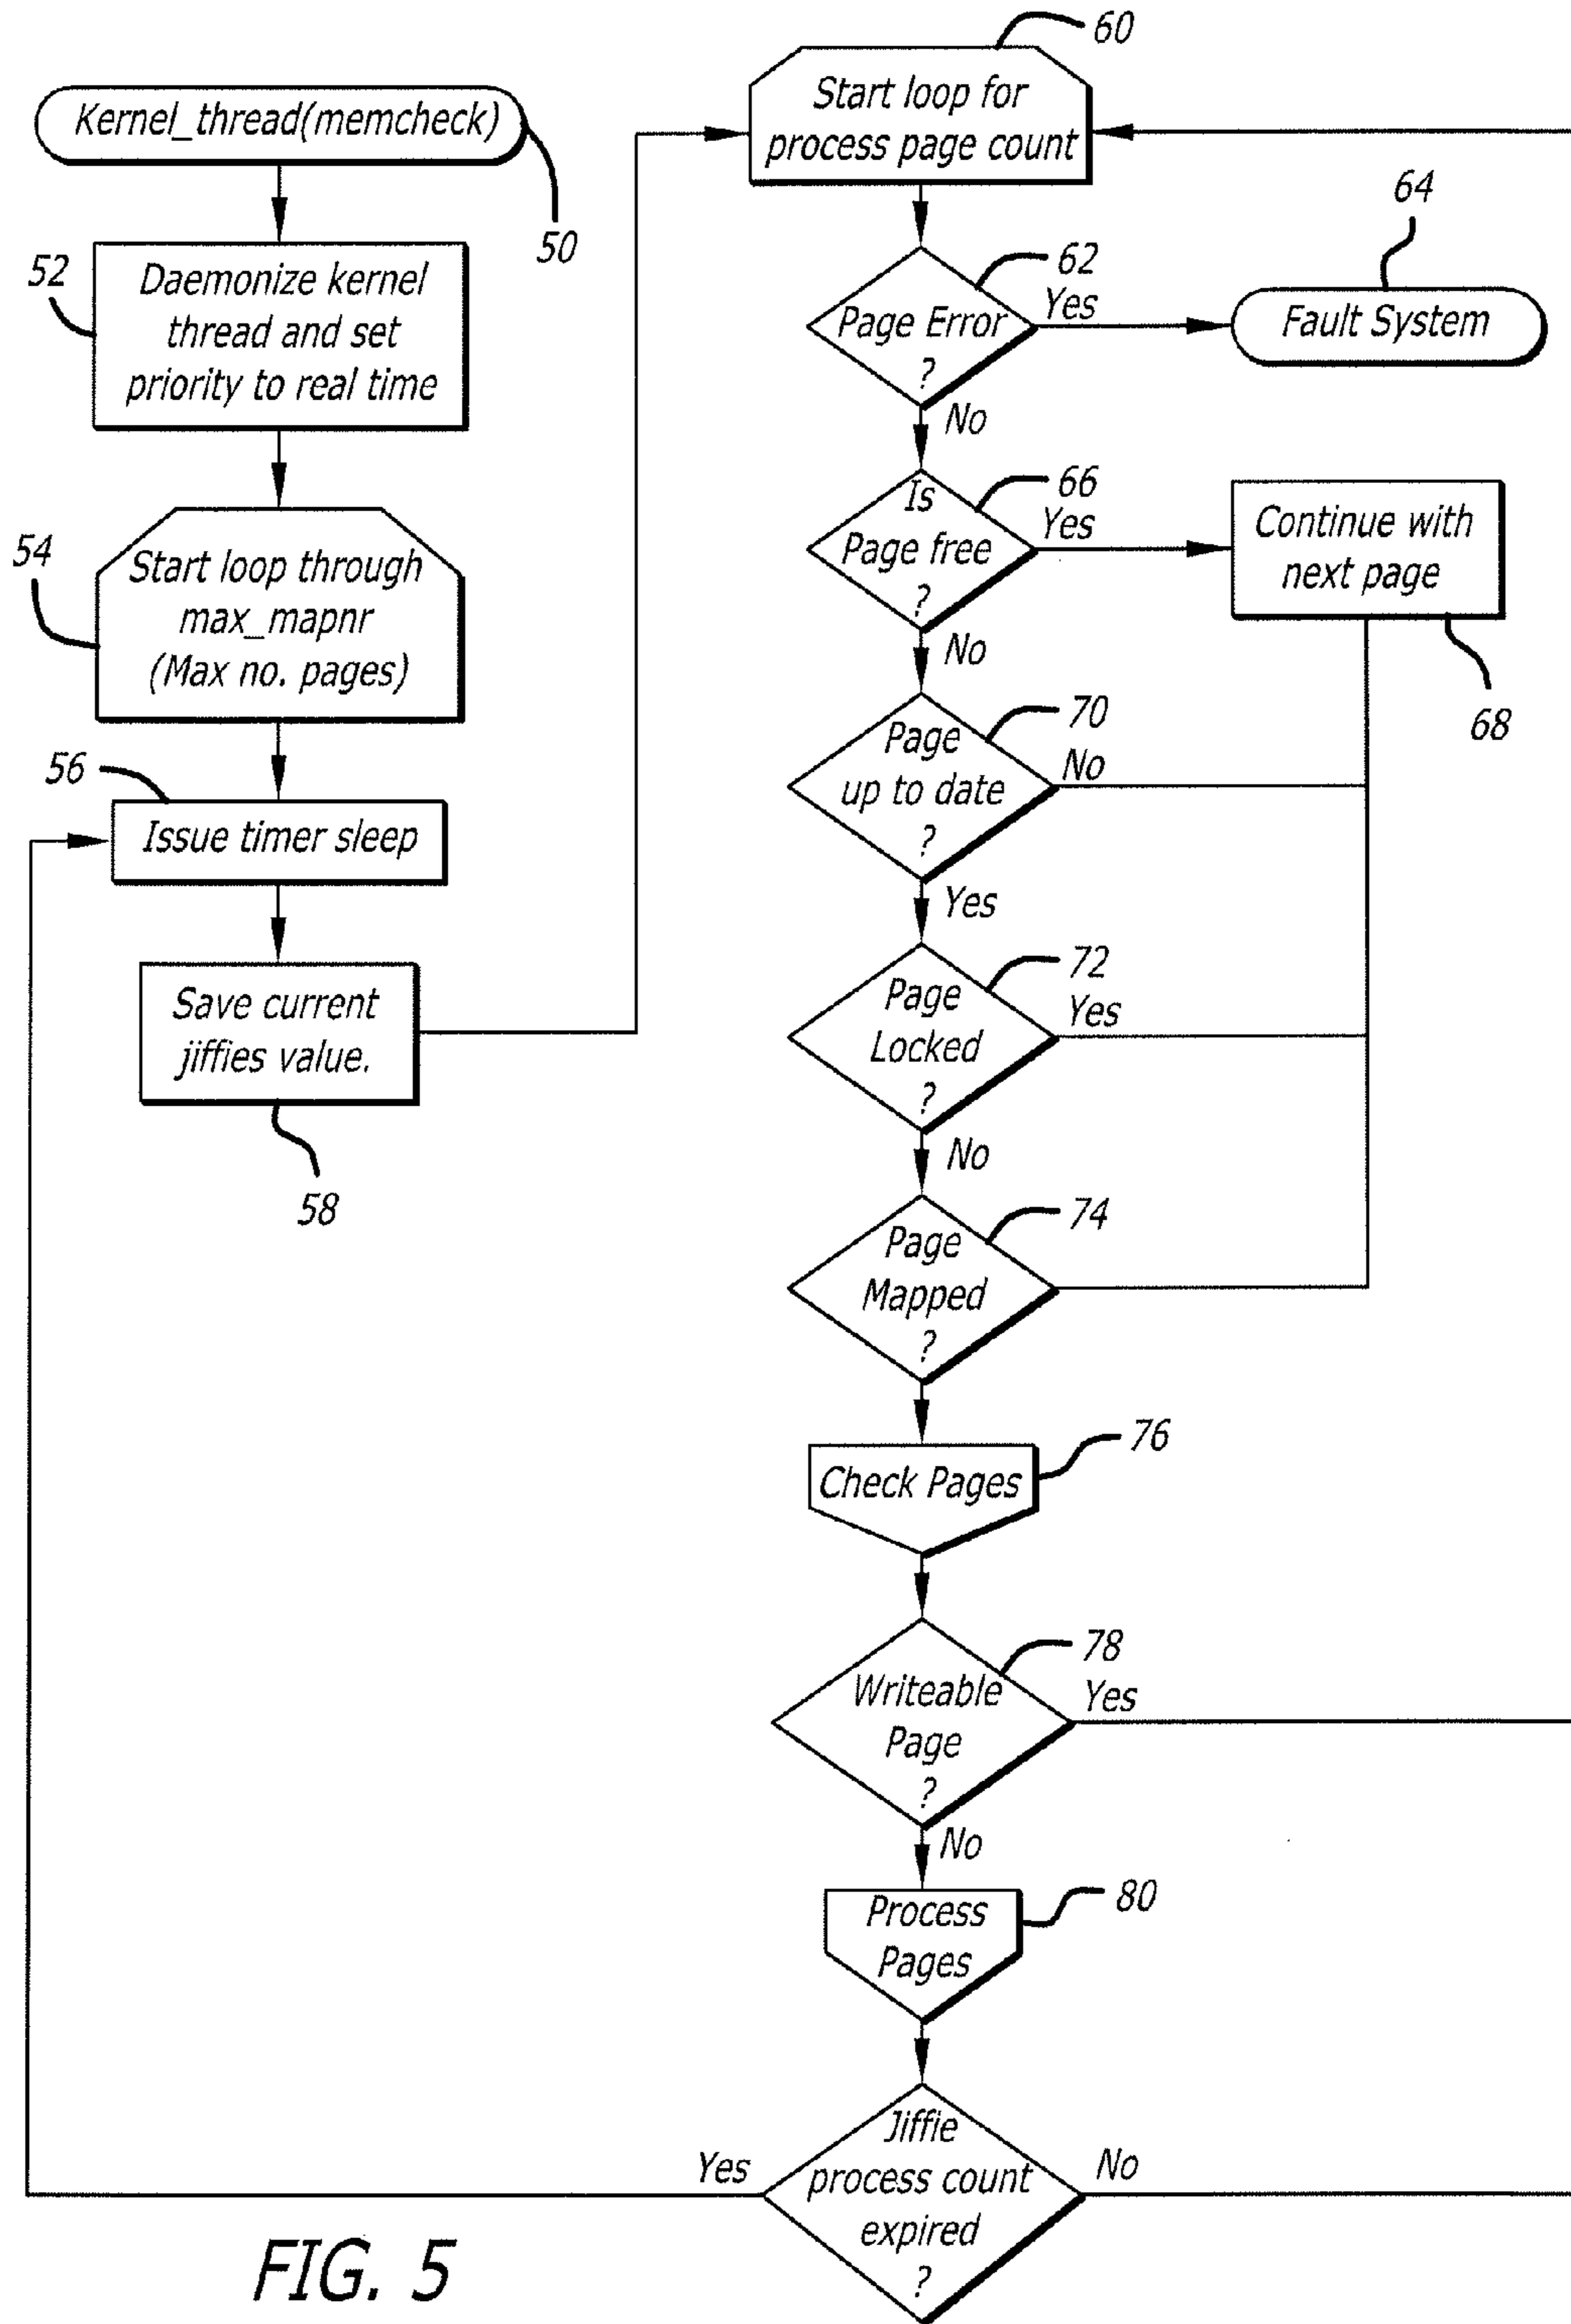 Kernel_thread(memcheck)
50
52
Daemonize kernel
thread and set
priority to real time
54
Start loop through
max_mapnr
(Max no. pages)
56
Issue timer sleep
Save current
jiffies value.
58
60
Start loop for
process page count
62
Page Error
?
Yes
No
64
Fault System
66
Is
Page free
?
Yes
No
Continue with
next page
68
70
Page
up to date
?
No
Yes
72
Page
Locked
?
Yes
No
74
Page
Mapped
?
76
Check Pages
78
Writeable
Page
?
Yes
No
80
Process
Pages
Jiffie
process count
expired
?
Yes
No
FIG. 5